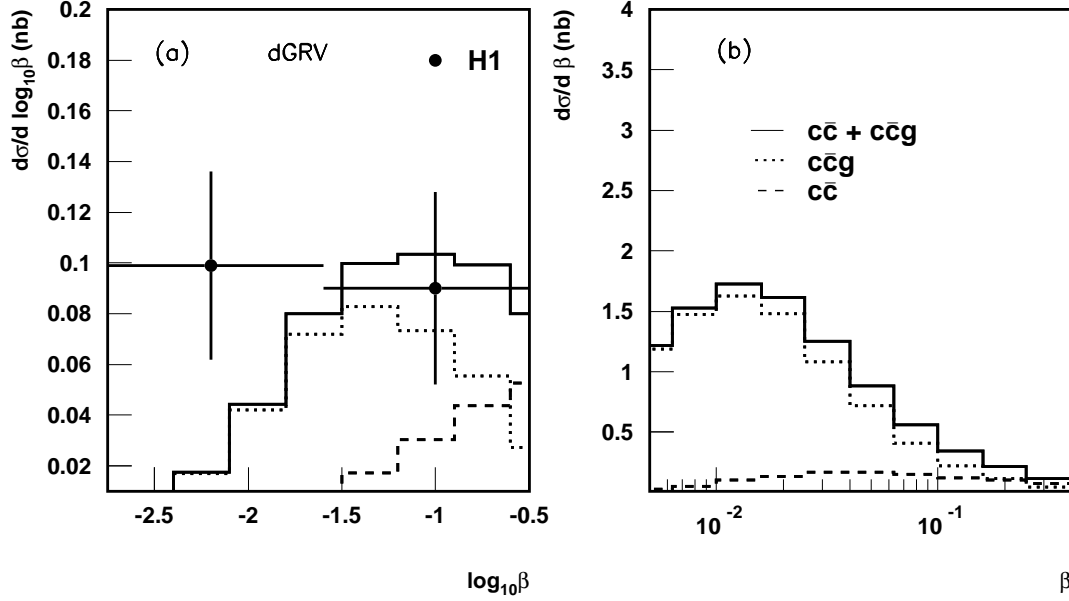 dσ/d log₁₀β (nb)
0.2
0.18
0.16
0.14
0.12
0.1
0.08
0.06
0.04
0.02
(a) dGRV
H1
-2.5 -2 -1.5 -1 -0.5
log₁₀β
dσ/d β (nb)
4
3.5
3
2.5
2
1.5
1
0.5
(b)
cc̄ + cc̄g
cc̄g
cc̄
10⁻² 10⁻¹
β